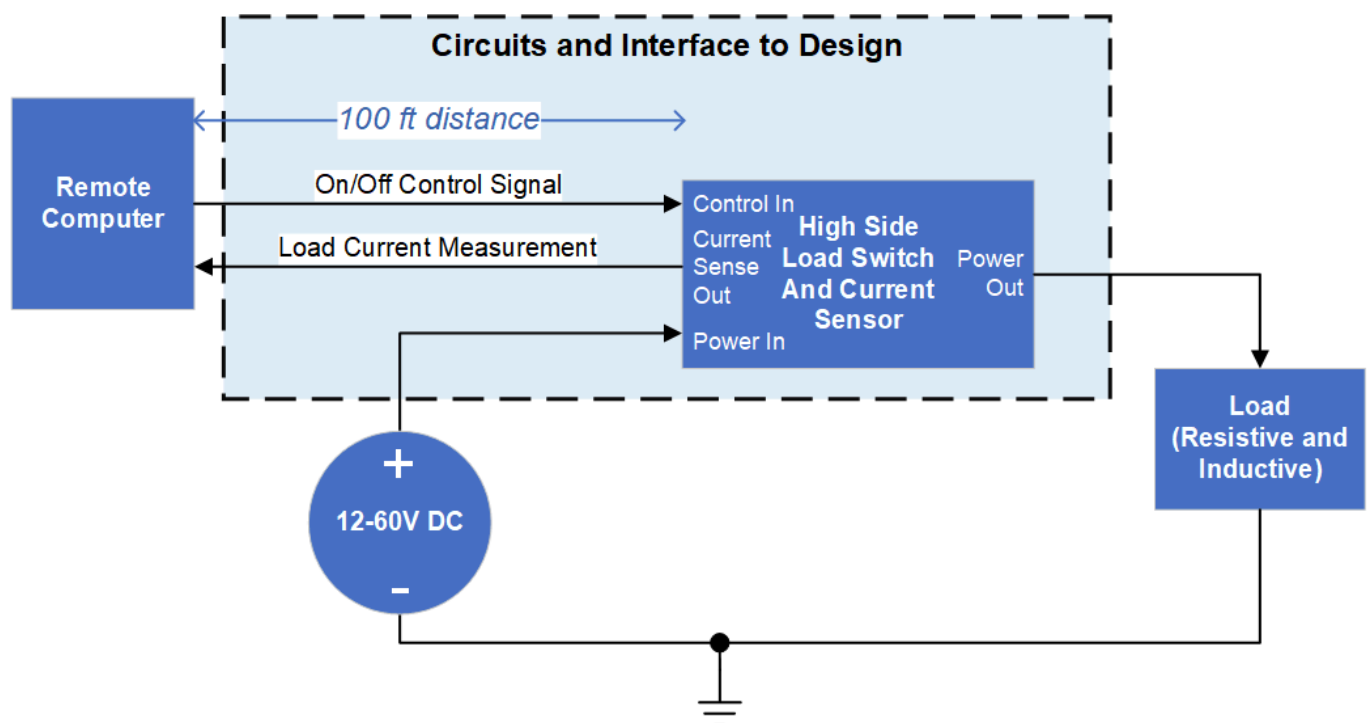 Circuits and Interface to Design
100 ft distance
Remote
Computer
On/Off Control Signal
Load Current Measurement
Control In
Current
Sense
Out
Power In
High Side
Load Switch
And Current
Sensor
Power
Out
Load
(Resistive and
Inductive)
+
12-60V DC
-